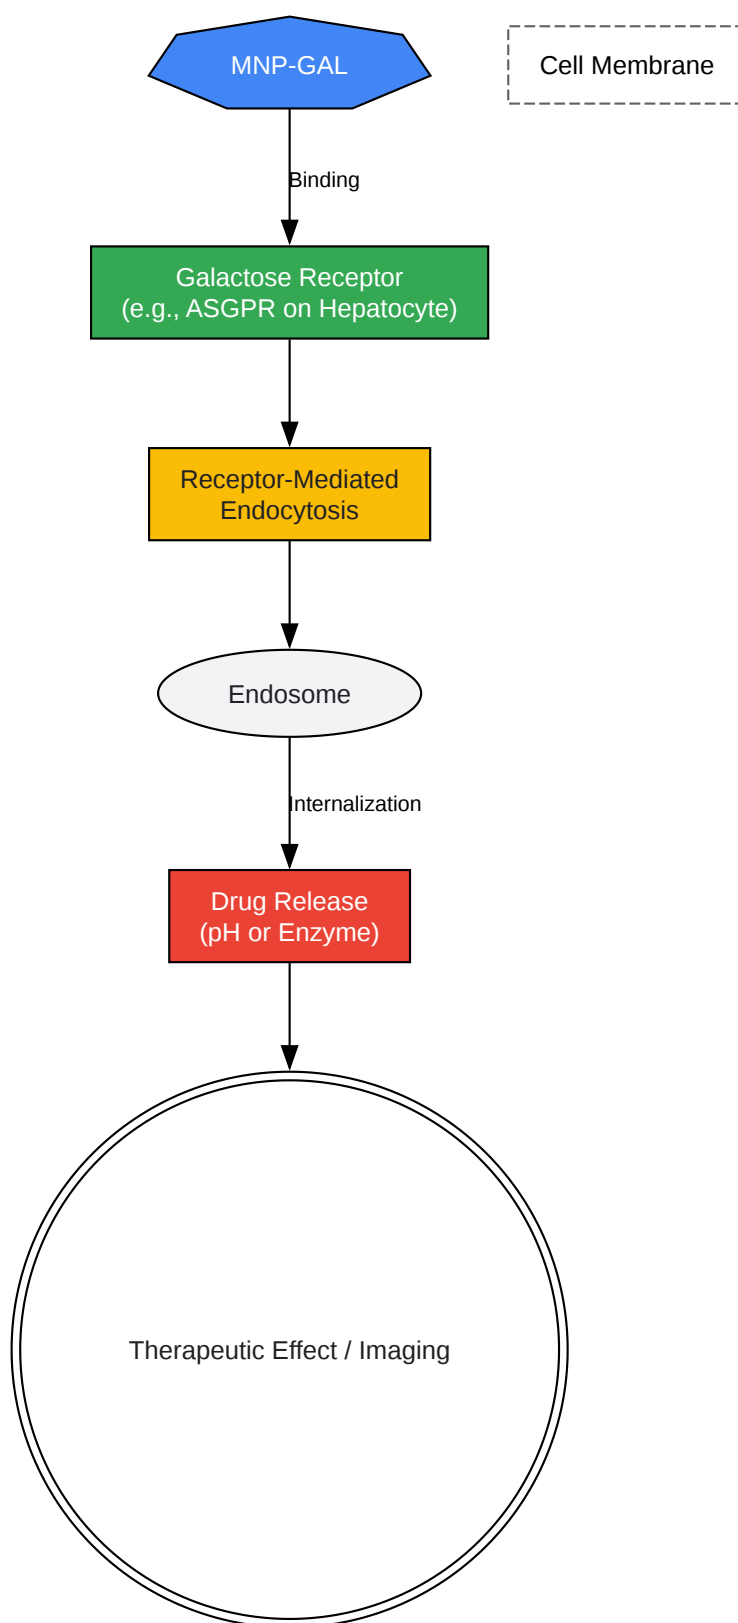 MNP-GAL
Cell Membrane
Binding
Galactose Receptor
(e.g., ASGPR on Hepatocyte)
Receptor-Mediated
Endocytosis
Endosome
Internalization
Drug Release
(pH or Enzyme)
Therapeutic Effect / Imaging